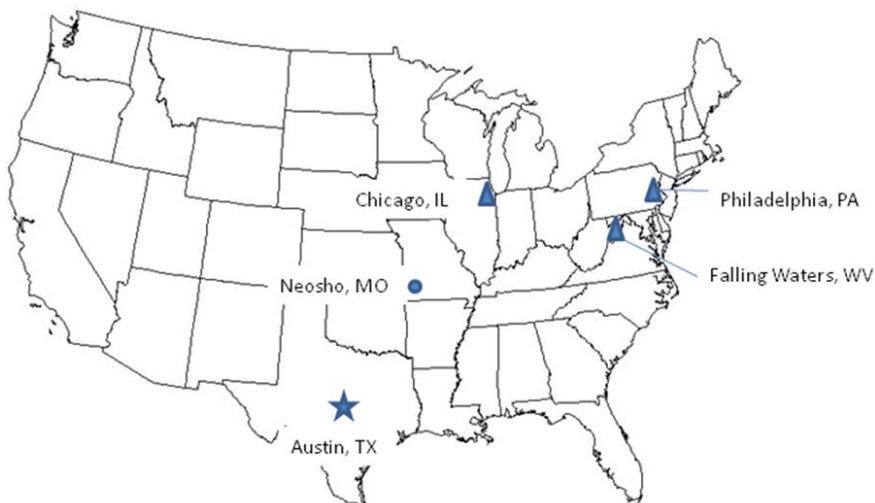 Chicago, IL
Philadelphia, PA
Falling Waters, WV
Neosho, MO
Austin, TX